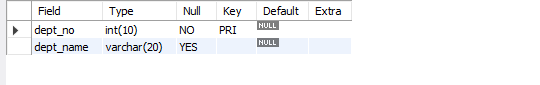 Field Type Null Key Default Extra
dept_no int(10) NO PRI NULL
dept_name varchar(20) YES NULL